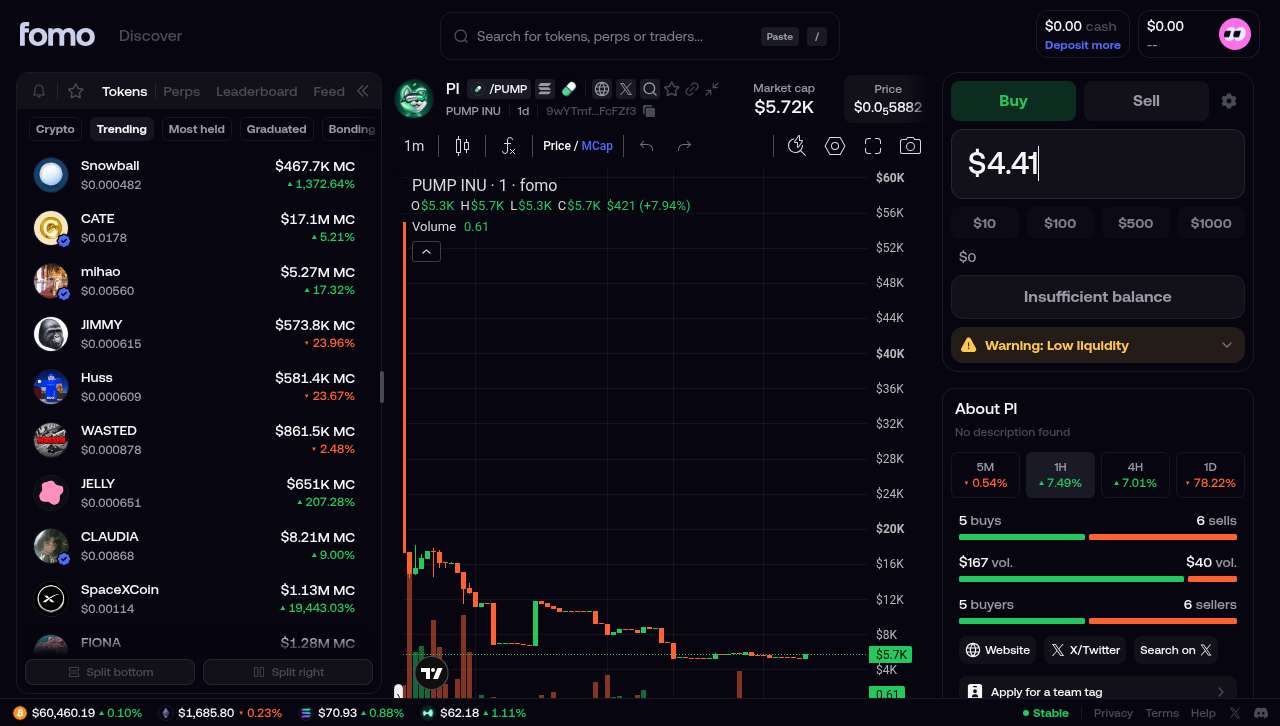 fomo
Discover
Search for tokens, perps or traders...
Paste
/
$0.00 cash
Deposit more
$0.00
--
Tokens
Perps
Leaderboard
Feed
Crypto
Trending
Most held
Graduated
Bonding
Snowball
$467.7K MC
$0.000482
1,372.64%
CATE
$17.1M MC
$0.0178
5.21%
mihao
$5.27M MC
$0.00560
17.32%
JIMMY
$573.8K MC
$0.000615
23.96%
Huss
$581.4K MC
$0.000609
23.67%
WASTED
$861.5K MC
$0.000878
2.48%
JELLY
$651K MC
$0.000651
207.28%
CLAUDIA
$8.21M MC
$0.00868
9.00%
SpaceXCoin
$1.13M MC
$0.00114
19,443.03%
FIONA
$1.28M MC
Split bottom
Split right
PI
/PUMP
PUMP INU
1d
9wYTmf...FcFZf3
Market cap
$5.72K
Price
$0.0₅5882
1m
Price / MCap
PUMP INU · 1 · fomo
O$5.3K H$5.7K L$5.3K C$5.7K $421 (+7.94%)
Volume 0.61
$60K
$56K
$52K
$48K
$44K
$40K
$36K
$32K
$28K
$24K
$20K
$16K
$12K
$8K
$5.7K
$4K
0.61
Buy
Sell
$4.41
$10
$100
$500
$1000
$0
Insufficient balance
Warning: Low liquidity
About PI
No description found
5M
0.54%
1H
7.49%
4H
7.01%
1D
78.22%
5 buys
6 sells
$167 vol.
$40 vol.
5 buyers
6 sellers
Website
X/Twitter
Search on X
Apply for a team tag
$60,460.19 0.10%
$1,685.80 0.23%
$70.93 0.88%
$62.18 1.11%
Stable
Privacy
Terms
Help